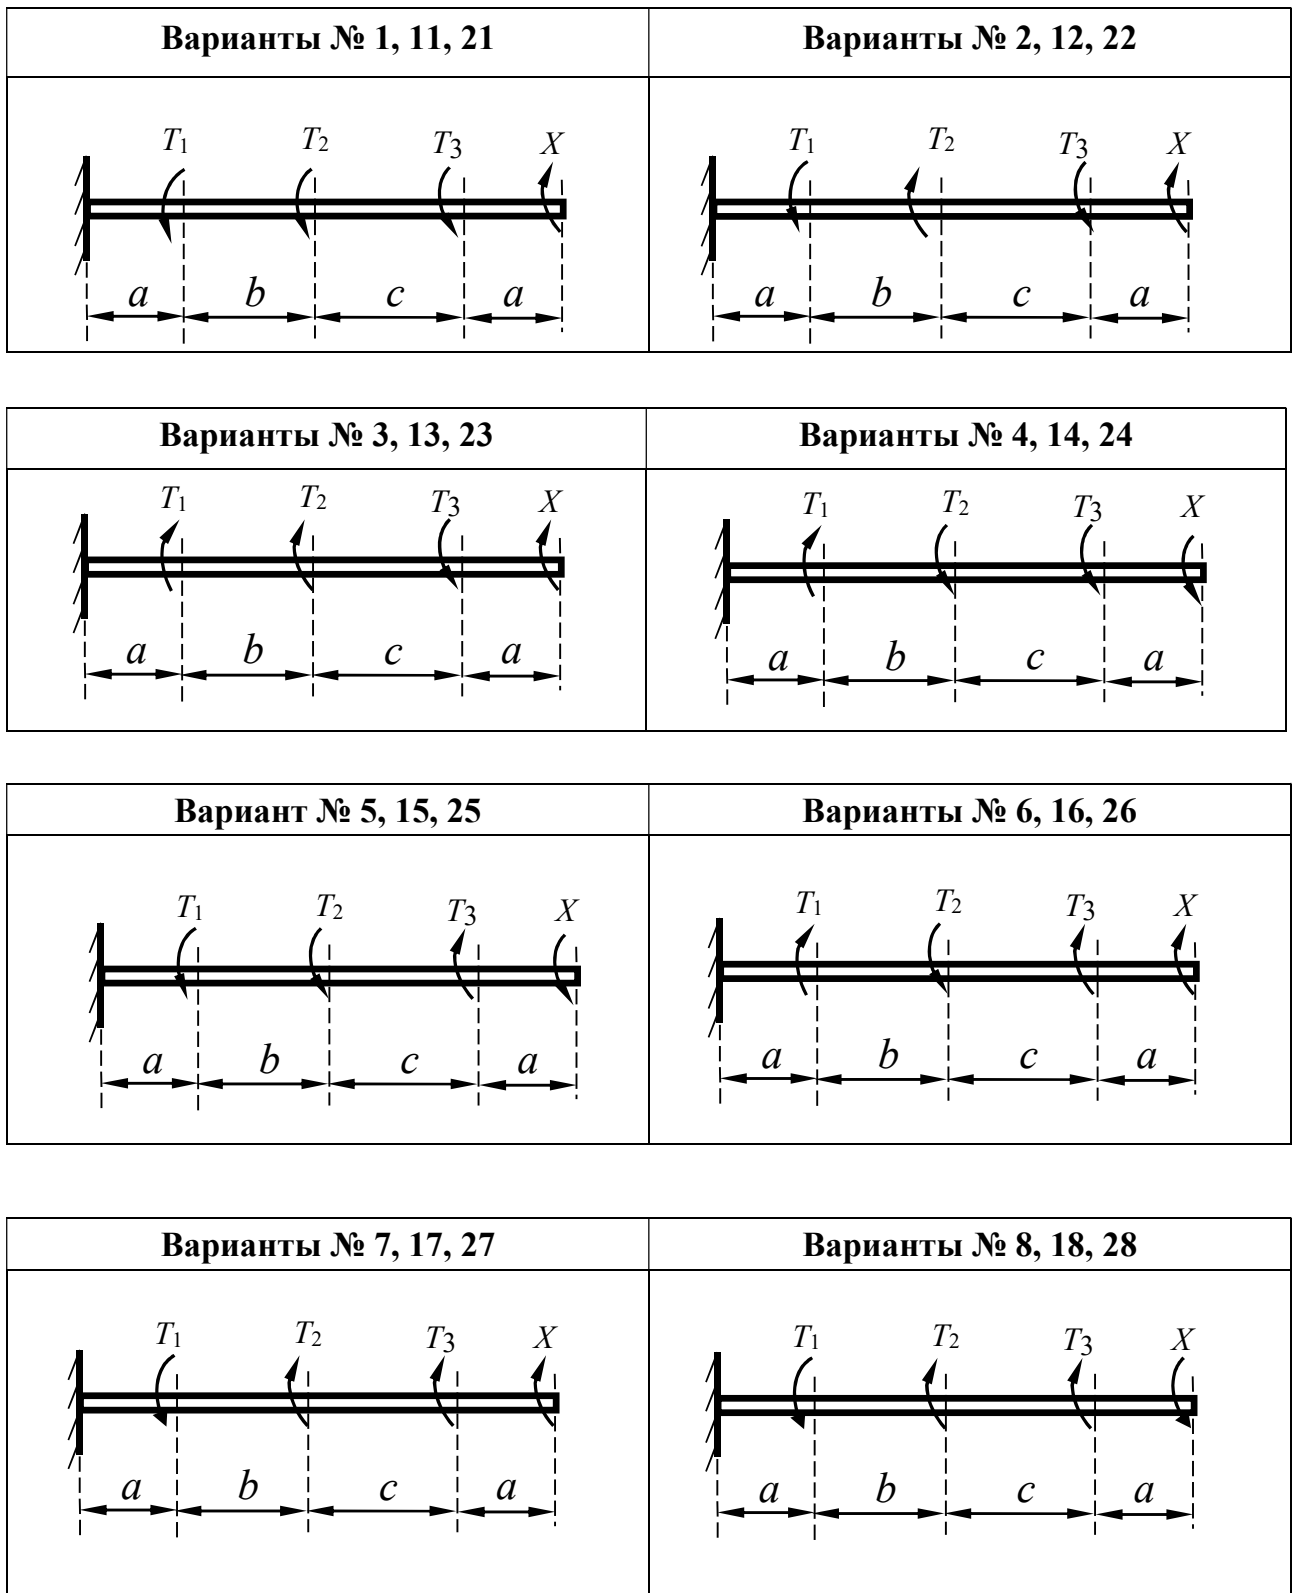 Варианты № 1, 11, 21
Варианты № 2, 12, 22
T1 T2 T3 X
a b c a
T1 T2 T3 X
a b c a
Варианты № 3, 13, 23
Варианты № 4, 14, 24
T1 T2 T3 X
a b c a
T1 T2 T3 X
a b c a
Вариант № 5, 15, 25
Варианты № 6, 16, 26
T1 T2 T3 X
a b c a
T1 T2 T3 X
a b c a
Варианты № 7, 17, 27
Варианты № 8, 18, 28
T1 T2 T3 X
a b c a
T1 T2 T3 X
a b c a